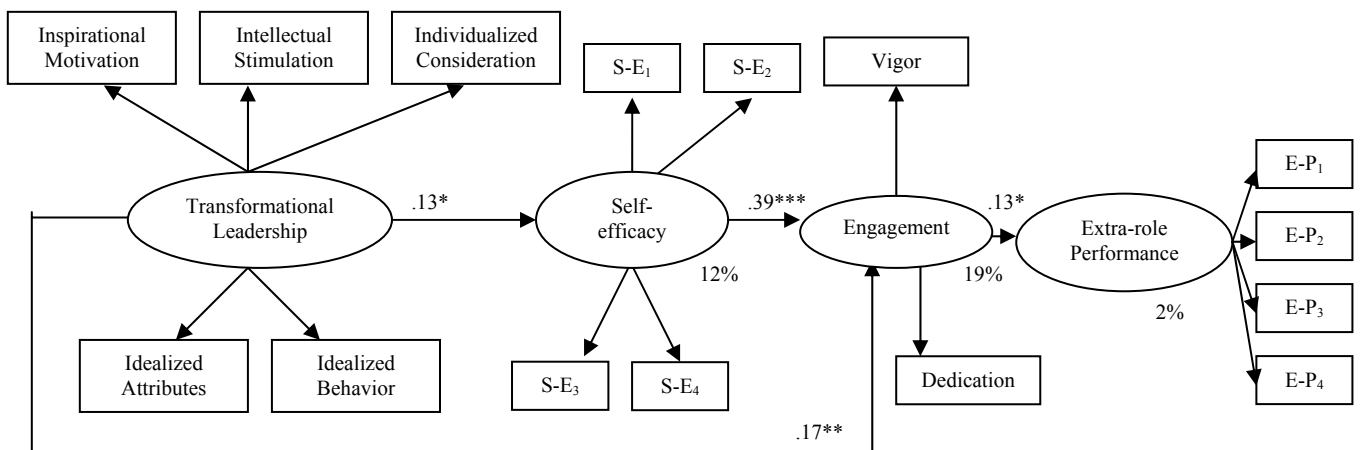 Inspirational
Motivation
Intellectual
Stimulation
Individualized
Consideration
S-E₁
S-E₂
Vigor
Transformational
Leadership
.13*
Self-
efficacy
12%
.39***
Engagement
19%
.13*
Extra-role
Performance
2%
E-P₁
E-P₂
E-P₃
E-P₄
Idealized
Attributes
Idealized
Behavior
S-E₃
S-E₄
Dedication
.17**